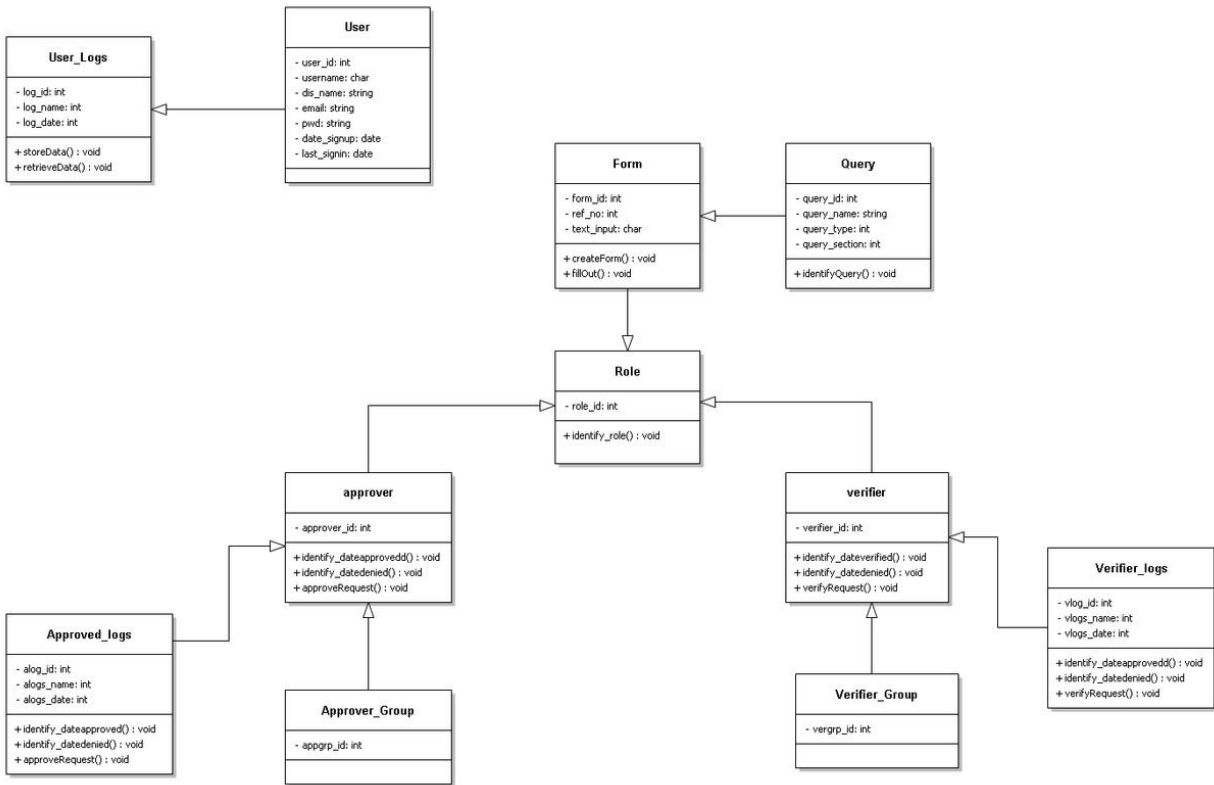 User_Logs
- log_id: int
- log_name: int
- log_date: int
+ storeData() : void
+ retrieveData() : void
User
- user_id: int
- username: char
- dis_name: string
- email: string
- pwd: string
- date_signup: date
- last_signin: date
Form
- form_id: int
- ref_no: int
- text_input: char
+ createForm() : void
+ fillOut() : void
Query
- query_id: int
- query_name: string
- query_type: int
- query_section: int
+ identifyQuery() : void
Role
- role_id: int
+ identify_role() : void
approver
- approver_id: int
+ identify_dateapprovedd() : void
+ identify_datedenied() : void
+ approveRequest() : void
verifier
- verifier_id: int
+ identify_dateverified() : void
+ identify_datedenied() : void
+ verifyRequest() : void
Verifier_logs
- vlog_id: int
- vlogs_name: int
- vlogs_date: int
+ identify_dateapprovedd() : void
+ identify_datedenied() : void
+ verifyRequest() : void
Approved_logs
- alog_id: int
- alogs_name: int
- alogs_date: int
+ identify_dateapproved() : void
+ identify_datedenied() : void
+ approveRequest() : void
Approver_Group
- appgrp_id: int
Verifier_Group
- vergrp_id: int